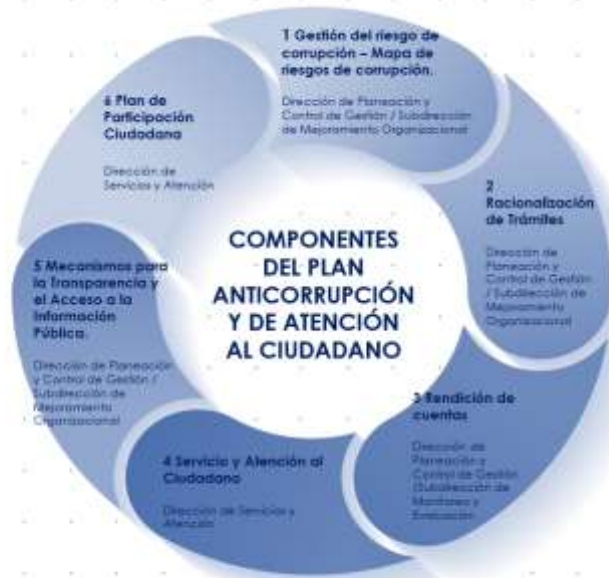 1 Gestión del riesgo de
corrupción – Mapa de
riesgos de corrupción.
Dirección de Planeación y
Control de Gestión / Subdirección
de Mejoramiento Organizacional
2
Racionalización
de Trámites
Dirección de
Planeación y
Control de Gestión
/ Subdirección de
Mejoramiento
Organizacional
3 Rendición de
cuentas
Dirección de
Planeación y
Control de Gestión
/Subdirección de
Monitoreo y
Evaluación
4 Servicio y Atención al
Ciudadano
Dirección de Servicios y
Atención
5 Mecanismos para
la Transparencia y
el Acceso a la
Información
Pública.
Dirección de Planeación
y Control de Gestión /
Subdirección de
Mejoramiento
Organizacional
6 Plan de
Participación
Ciudadana
Dirección de
Servicios y Atención
COMPONENTES
DEL PLAN
ANTICORRUPCIÓN
Y DE ATENCIÓN
AL CIUDADANO